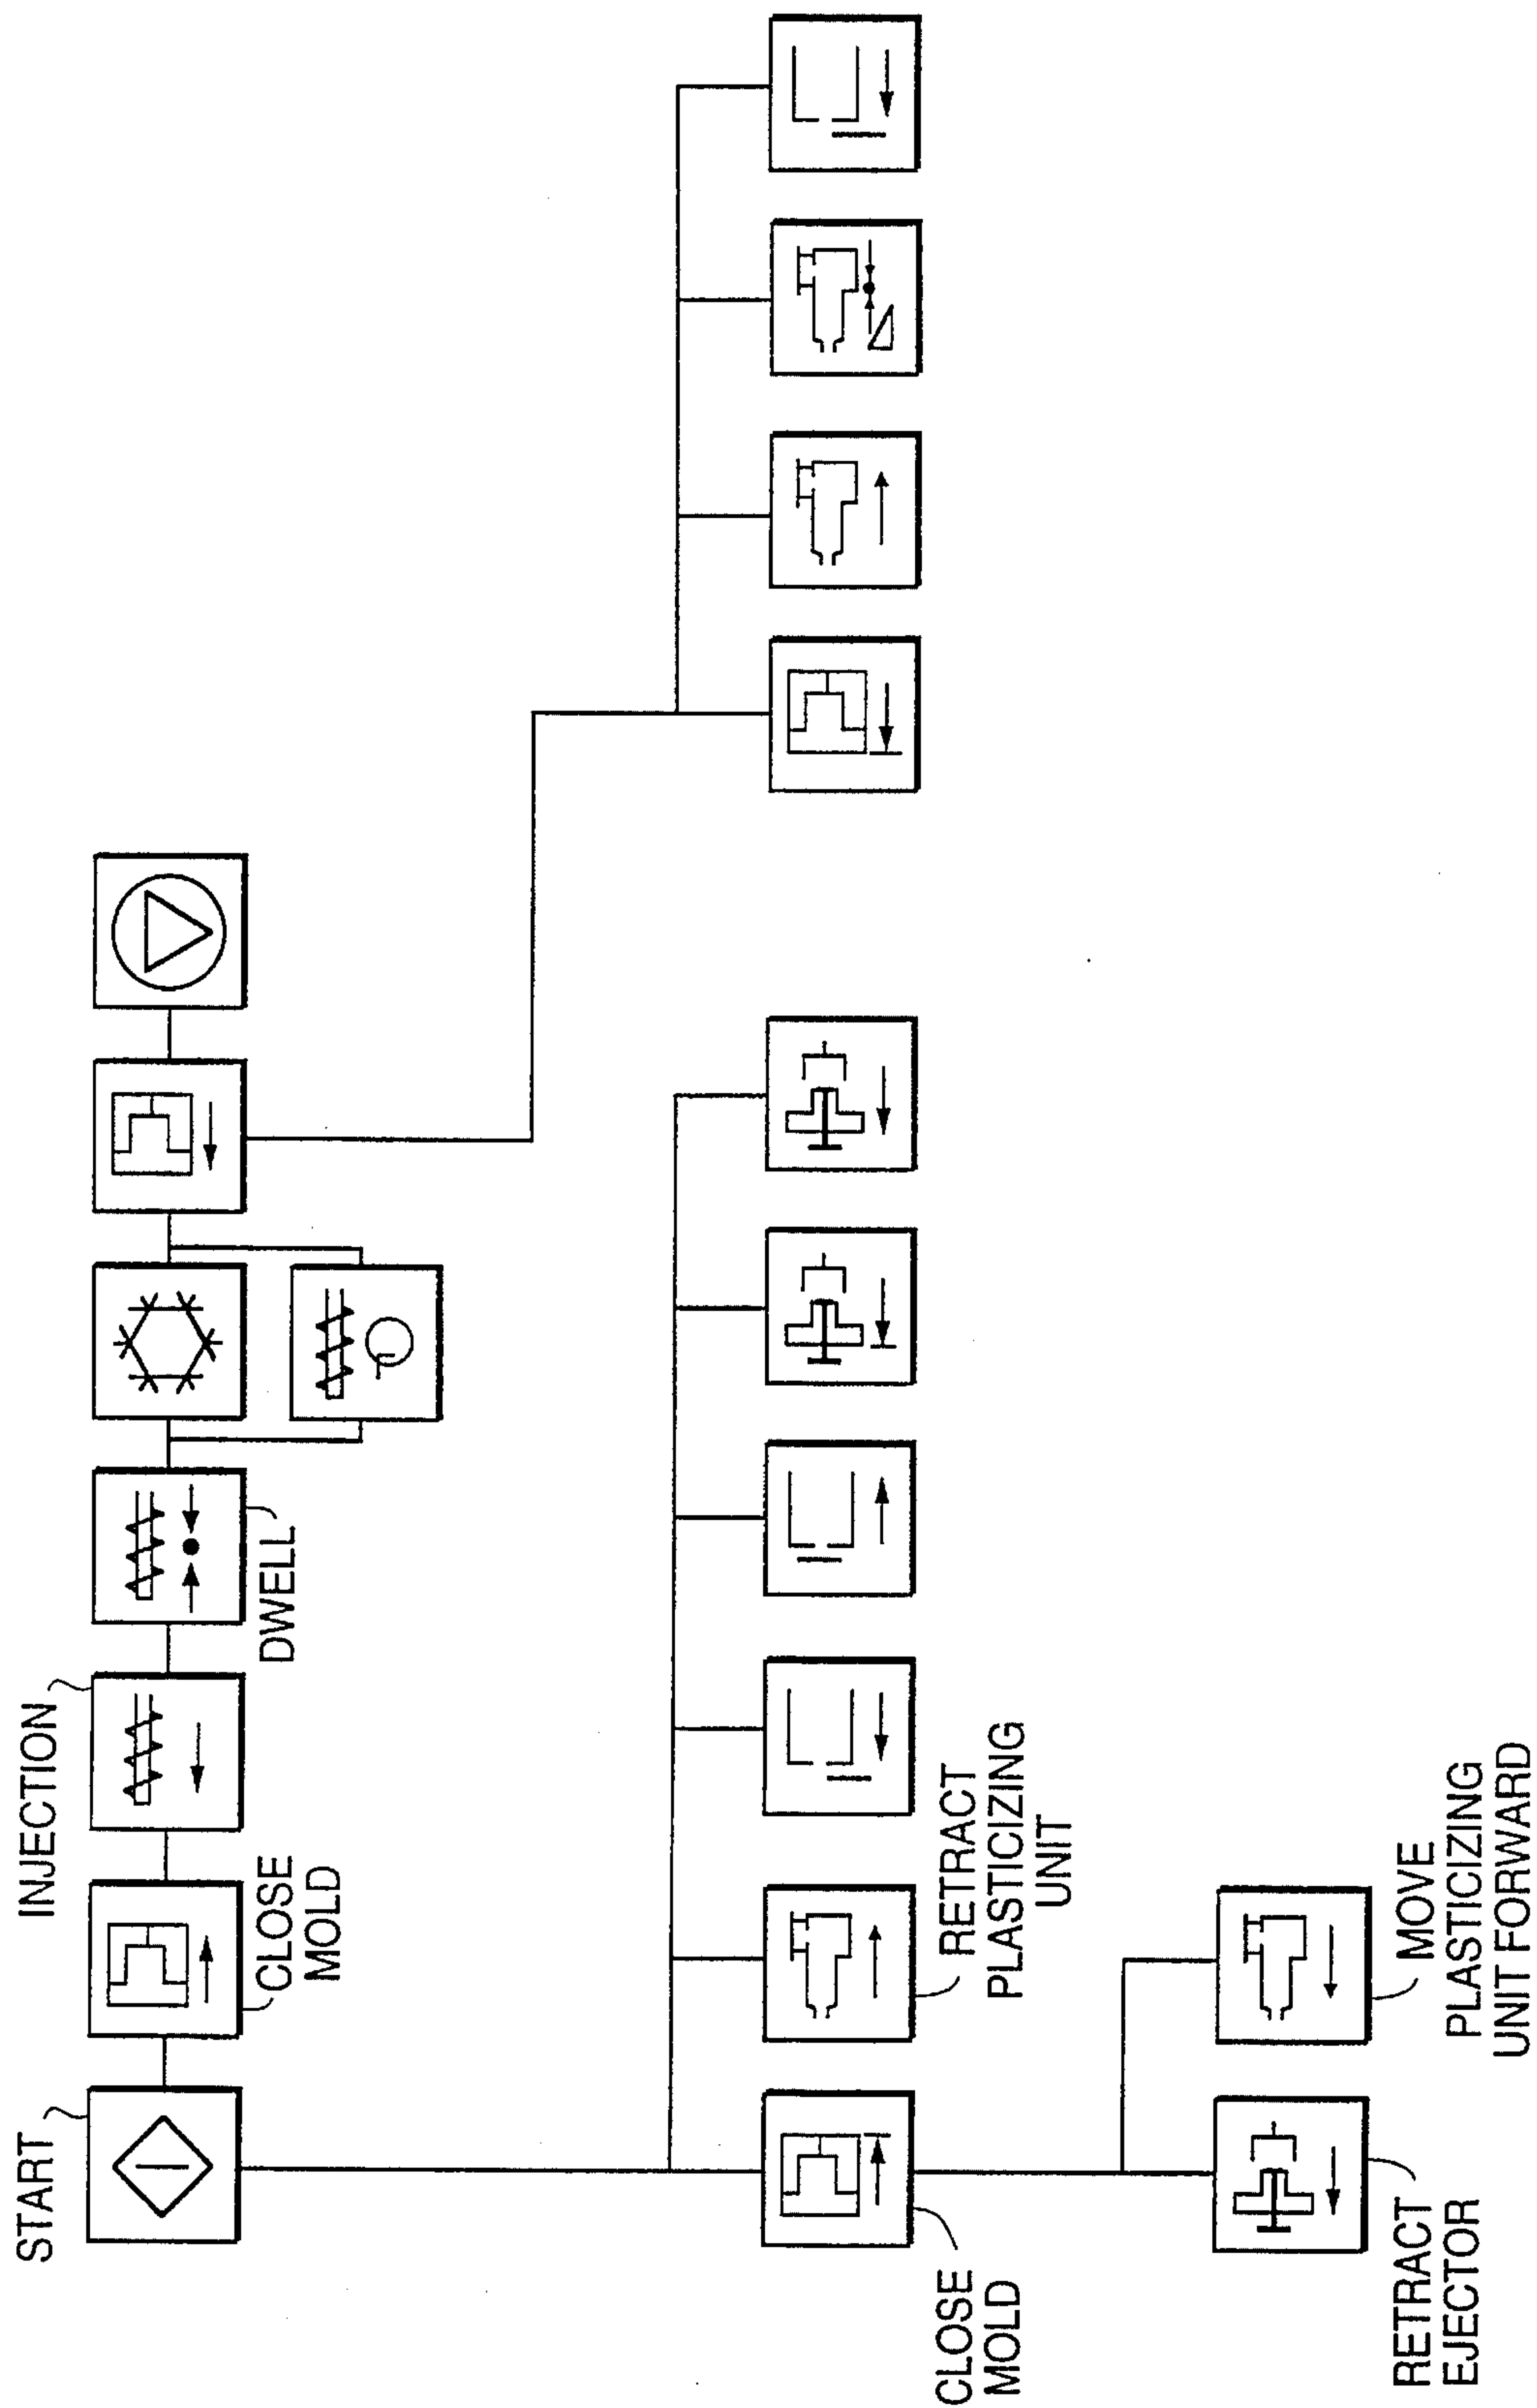 START
CLOSE
MOLD
INJECTION
DWELL
CLOSE
MOLD
RETRACT
PLASTICIZING
UNIT
RETRACT
EJECTOR
MOVE
PLASTICIZING
UNIT FORWARD